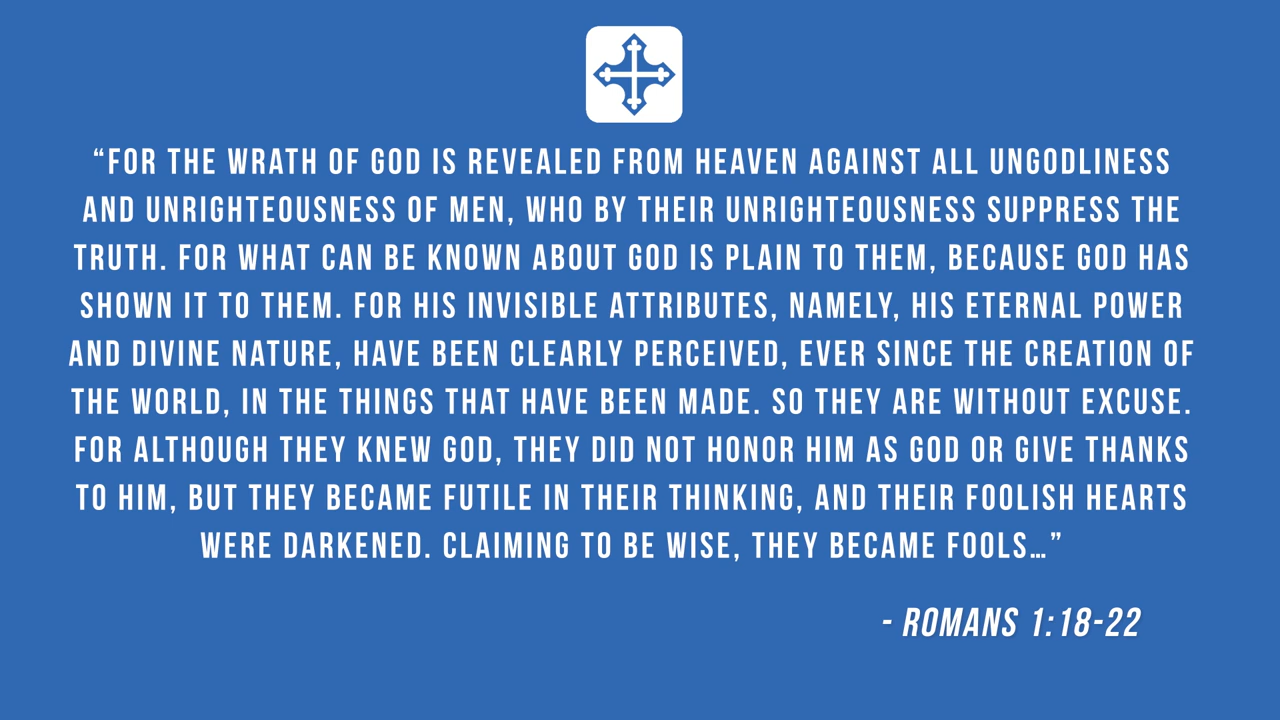 “FOR THE WRATH OF GOD IS REVEALED FROM HEAVEN AGAINST ALL UNGODLINESS
AND UNRIGHTEOUSNESS OF MEN, WHO BY THEIR UNRIGHTEOUSNESS SUPPRESS THE
TRUTH. FOR WHAT CAN BE KNOWN ABOUT GOD IS PLAIN TO THEM, BECAUSE GOD HAS
SHOWN IT TO THEM. FOR HIS INVISIBLE ATTRIBUTES, NAMELY, HIS ETERNAL POWER
AND DIVINE NATURE, HAVE BEEN CLEARLY PERCEIVED, EVER SINCE THE CREATION OF
THE WORLD, IN THE THINGS THAT HAVE BEEN MADE. SO THEY ARE WITHOUT EXCUSE.
FOR ALTHOUGH THEY KNEW GOD, THEY DID NOT HONOR HIM AS GOD OR GIVE THANKS
TO HIM, BUT THEY BECAME FUTILE IN THEIR THINKING, AND THEIR FOOLISH HEARTS
WERE DARKENED. CLAIMING TO BE WISE, THEY BECAME FOOLS…”
- ROMANS 1:18-22